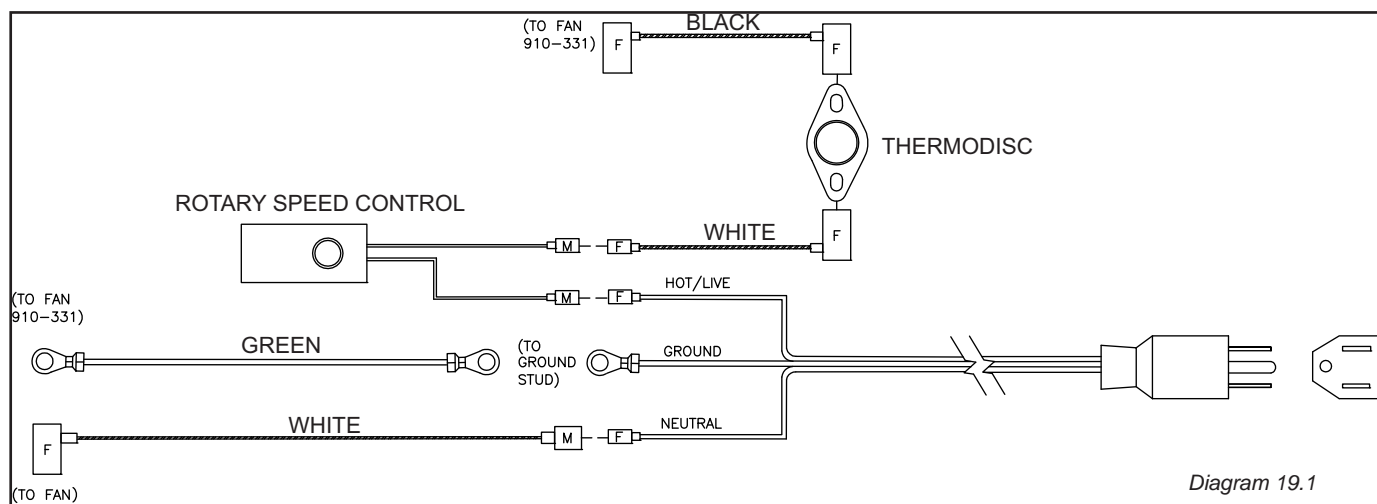 (TO FAN
910-331)
BLACK
F
F
THERMODISC
ROTARY SPEED CONTROL
WHITE
M
F
F
HOT/LIVE
M
F
(TO FAN
910-331)
GREEN
(TO
GROUND
STUD)
GROUND
WHITE
NEUTRAL
F
M
F
(TO FAN)
Diagram 19.1